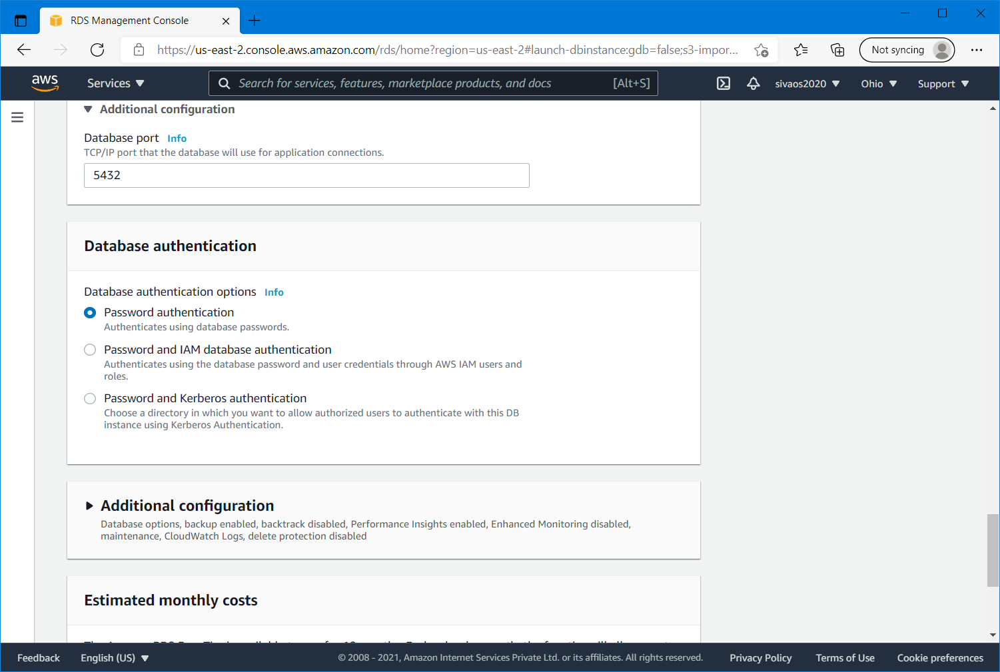 RDS Management Console
https://us-east-2.console.aws.amazon.com/rds/home?region=us-east-2#launch-dbinstance:gdb=false;s3-impor...
Not syncing
aws
Services
Search for services, features, marketplace products, and docs
[Alt+S]
sivaos2020
Ohio
Support
Additional configuration
Database port Info
TCP/IP port that the database will use for application connections.
5432
Database authentication
Database authentication options Info
Password authentication
Authenticates using database passwords.
Password and IAM database authentication
Authenticates using the database password and user credentials through AWS IAM users and
roles.
Password and Kerberos authentication
Choose a directory in which you want to allow authorized users to authenticate with this DB
instance using Kerberos Authentication.
Additional configuration
Database options, backup enabled, backtrack disabled, Performance Insights enabled, Enhanced Monitoring disabled,
maintenance, CloudWatch Logs, delete protection disabled
Estimated monthly costs
Feedback
English (US)
© 2008 - 2021, Amazon Internet Services Private Ltd. or its affiliates. All rights reserved.
Privacy Policy
Terms of Use
Cookie preferences